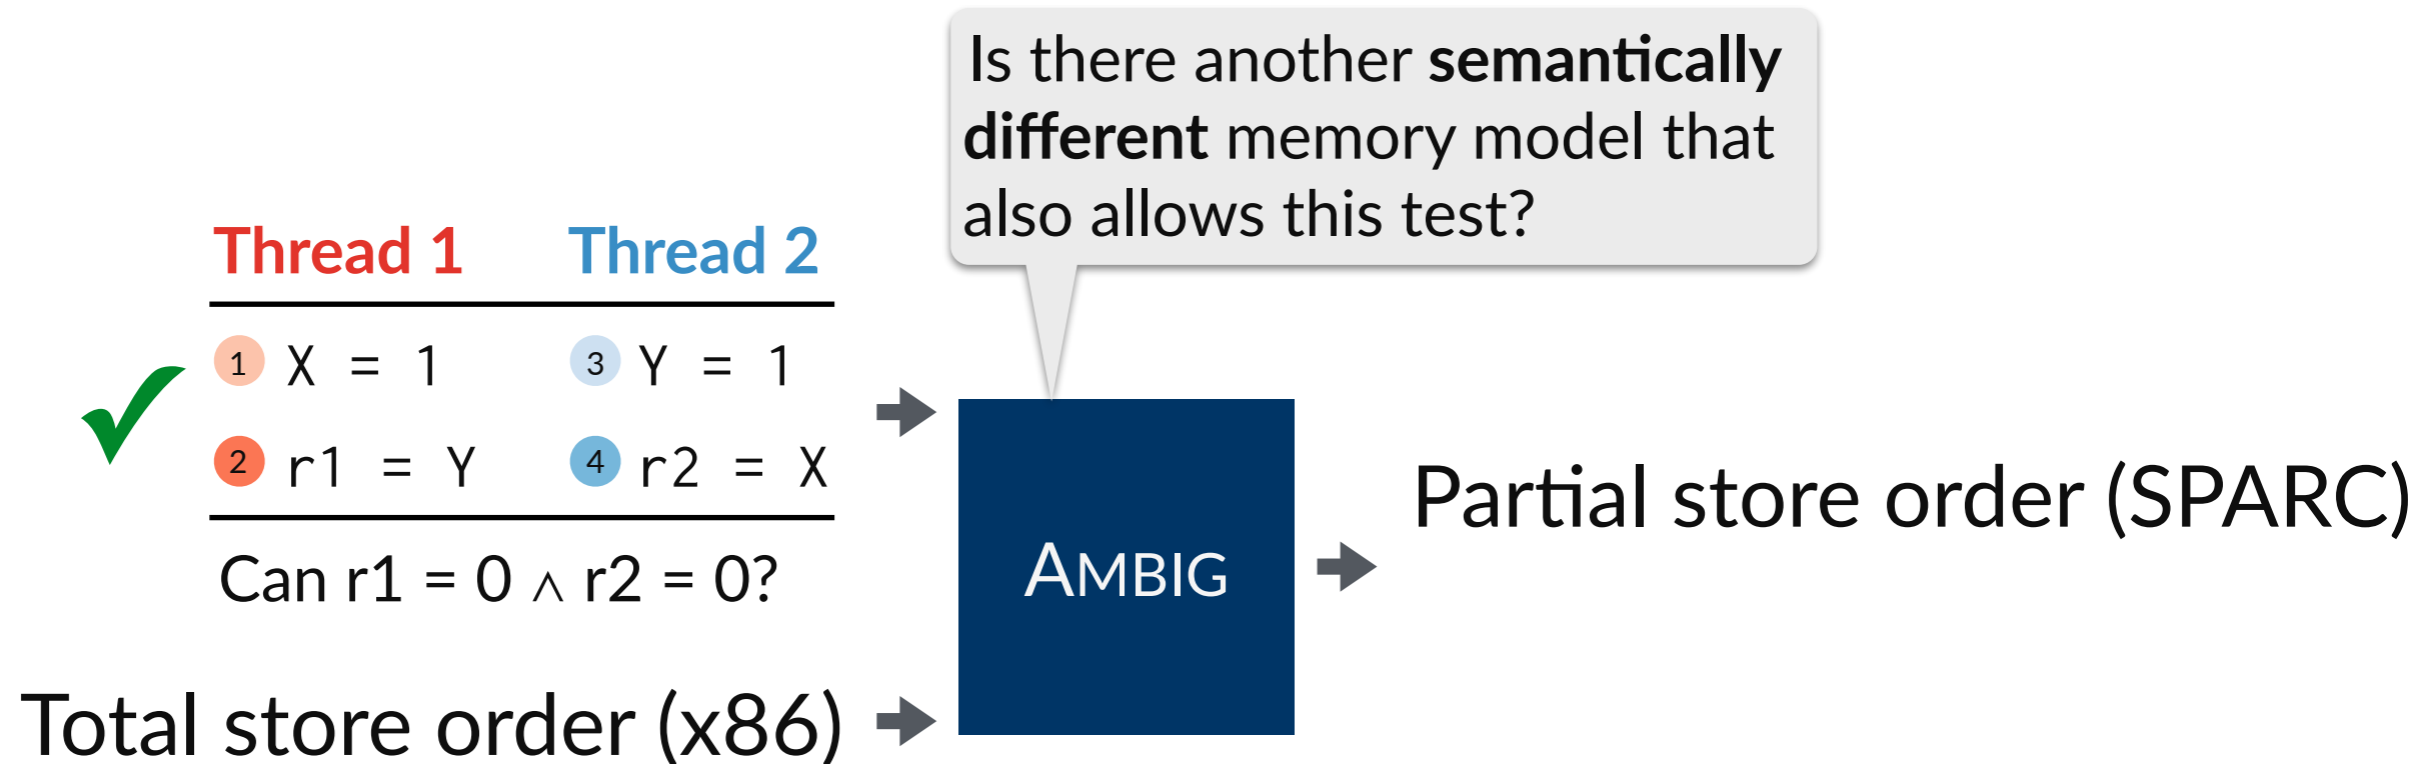 Is there another semantically
different memory model that
also allows this test?
Thread 1 Thread 2
1 X = 1 3 Y = 1
2 r1 = Y 4 r2 = X
Can r1 = 0 ∧ r2 = 0?
Total store order (x86)
AMBIG
Partial store order (SPARC)